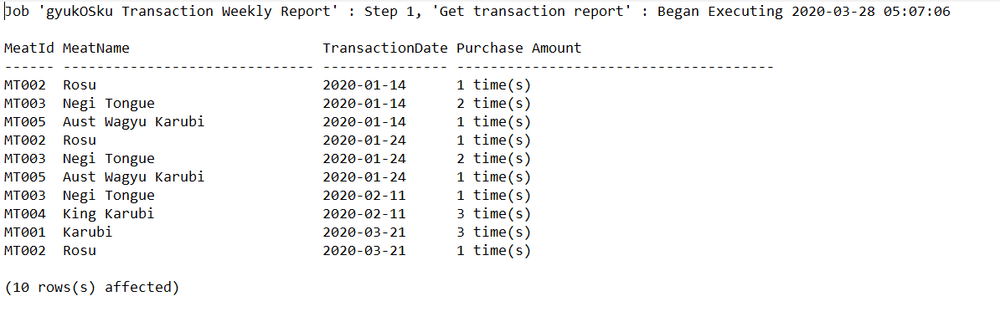 Job 'gyukOSku Transaction Weekly Report' : Step 1, 'Get transaction report' : Began Executing 2020-03-28 05:07:06
MeatId MeatName                       TransactionDate Purchase Amount
------ ------------------------------ --------------- --------------------------------------
MT002  Rosu                           2020-01-14      1 time(s)
MT003  Negi Tongue                    2020-01-14      2 time(s)
MT005  Aust Wagyu Karubi              2020-01-14      1 time(s)
MT002  Rosu                           2020-01-24      1 time(s)
MT003  Negi Tongue                    2020-01-24      2 time(s)
MT005  Aust Wagyu Karubi              2020-01-24      1 time(s)
MT003  Negi Tongue                    2020-02-11      1 time(s)
MT004  King Karubi                    2020-02-11      3 time(s)
MT001  Karubi                         2020-03-21      3 time(s)
MT002  Rosu                           2020-03-21      1 time(s)
(10 rows(s) affected)